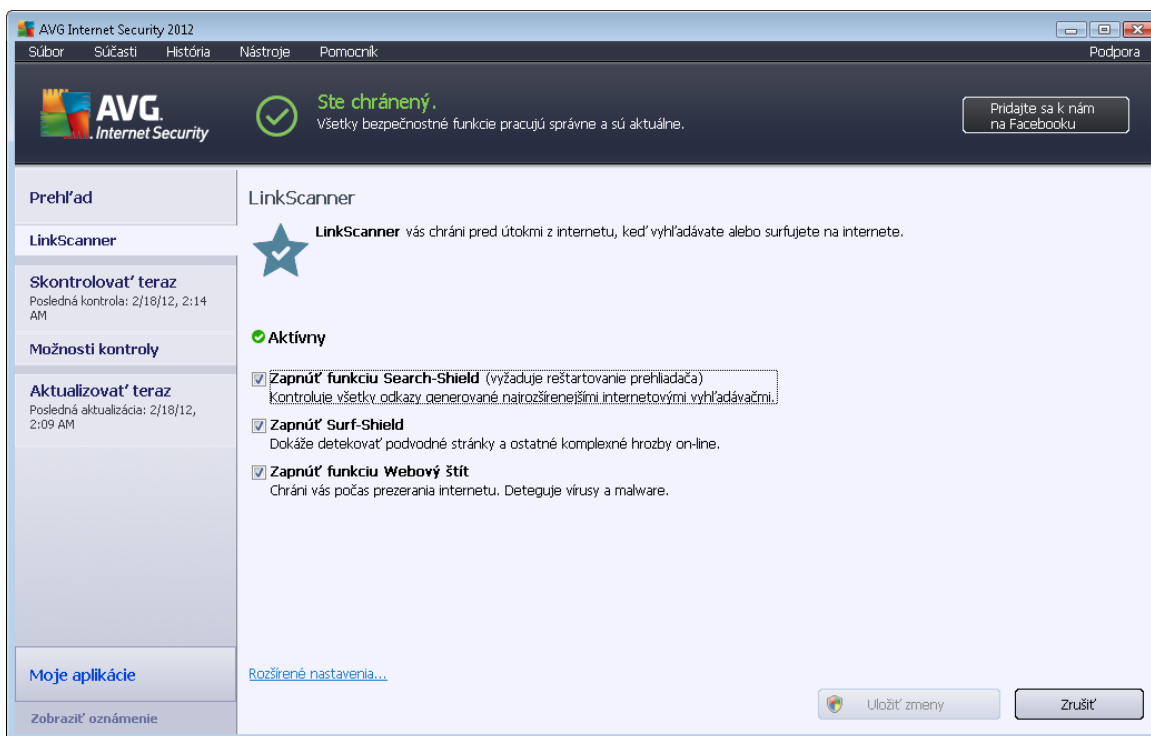 AVG Internet Security 2012
Súbor Súčasti História Nástroje Pomocník Podpora
AVG.
Internet Security
Ste chránený.
Všetky bezpečnostné funkcie pracujú správne a sú aktuálne.
Pridajte sa k nám
na Facebooku
Prehľad
LinkScanner
Skontrolovať teraz
Posledná kontrola: 2/18/12, 2:14
AM
Možnosti kontroly
Aktualizovať teraz
Posledná aktualizácia: 2/18/12,
2:09 AM
Moje aplikácie
Zobraziť oznámenie
LinkScanner
LinkScanner vás chráni pred útokmi z internetu, keď vyhľadávate alebo surfujete na internete.
Aktívny
Zapnúť funkciu Search-Shield (vyžaduje reštartovanie prehliadača)
Kontroluje všetky odkazy generované najrozšírenejšími internetovými vyhľadávačmi.
Zapnúť Surf-Shield
Dokáže detekovať podvodné stránky a ostatné komplexné hrozby on-line.
Zapnúť funkciu Webový štít
Chráni vás počas prezerania internetu. Deteguje vírusy a malware.
Rozšírené nastavenia...
Uložiť zmeny
Zrušiť